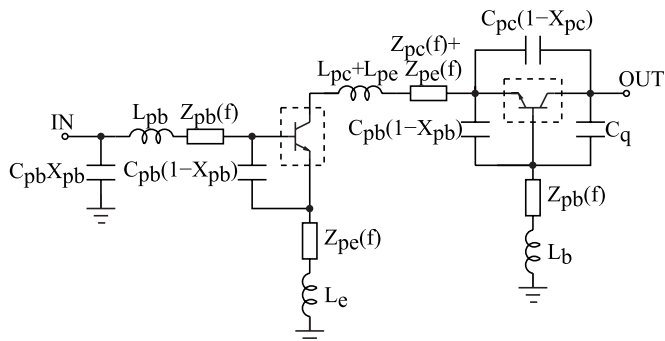 C_pc(1−X_pc)
Z_pc(f)+
Z_pe(f)
L_pc+L_pe
OUT
IN
L_pb
Z_pb(f)
C_pb(1−X_pb)
C_q
C_pbX_pb
C_pb(1−X_pb)
Z_pb(f)
Z_pe(f)
L_b
L_e